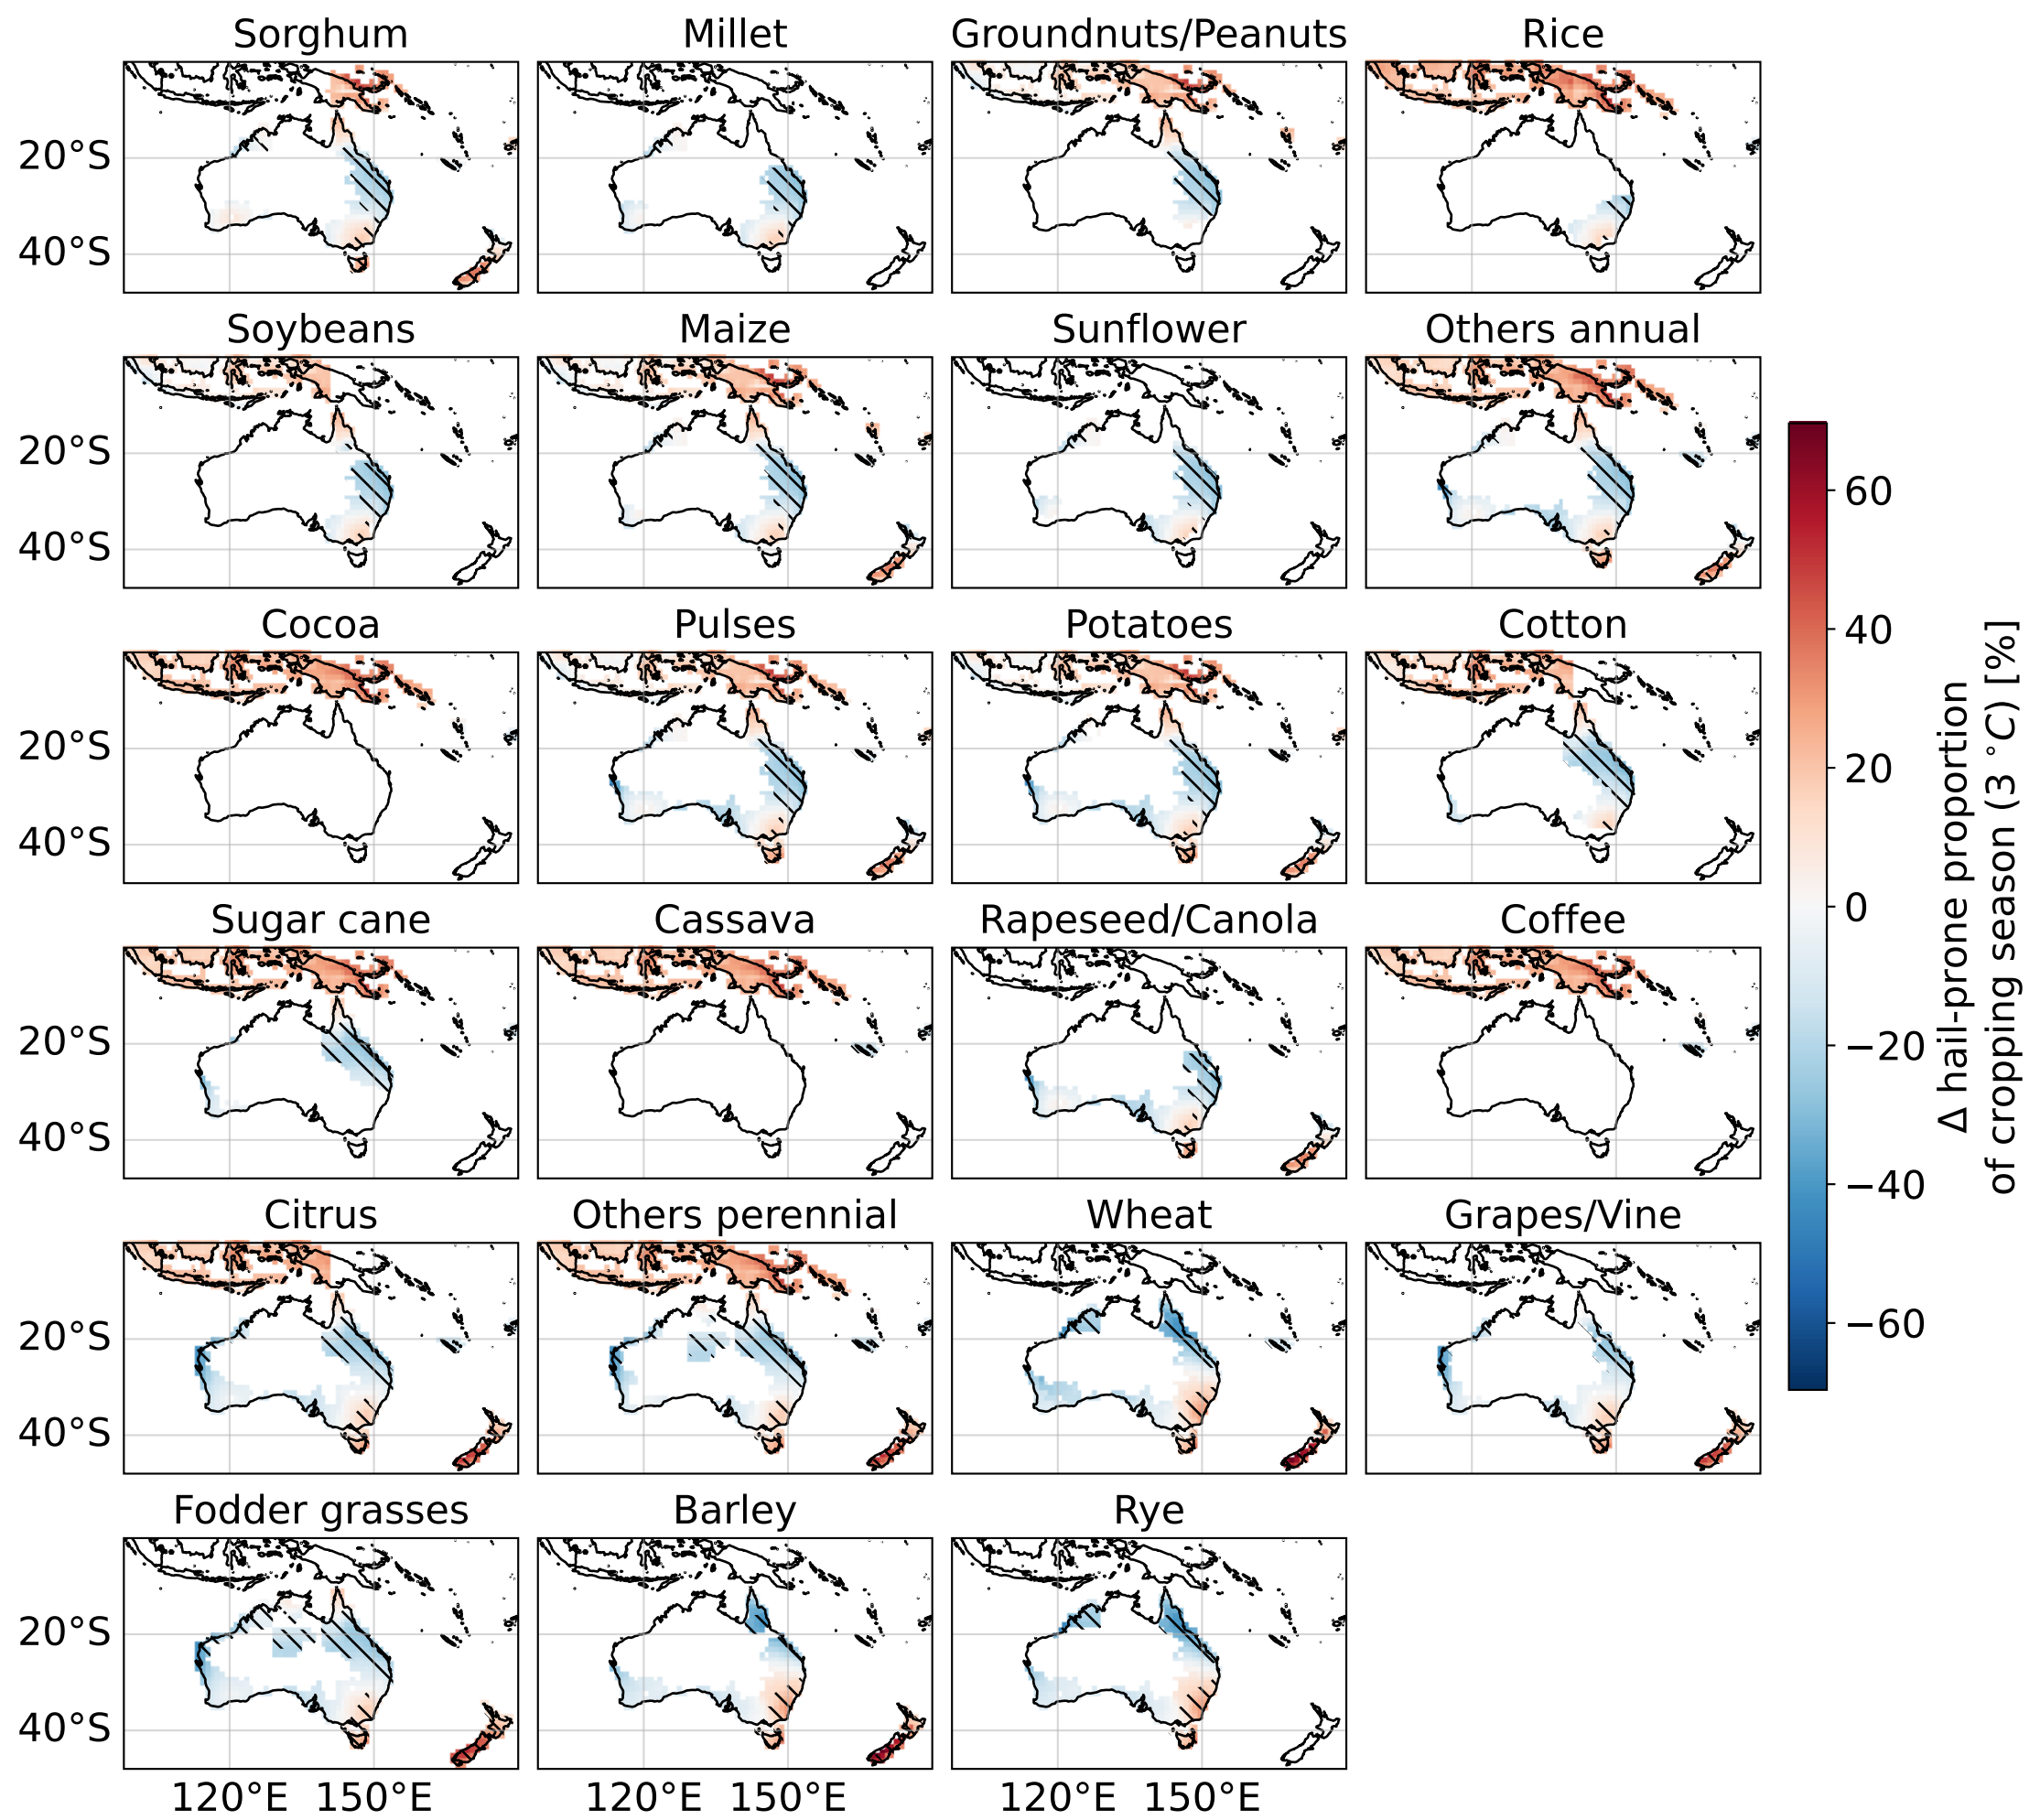 Sorghum
Millet
Groundnuts/Peanuts
Rice
20°S
40°S
Soybeans
Maize
Sunflower
Others annual
20°S
40°S
Cocoa
Pulses
Potatoes
Cotton
20°S
40°S
Sugar cane
Cassava
Rapeseed/Canola
Coffee
20°S
40°S
Citrus
Others perennial
Wheat
Grapes/Vine
20°S
40°S
Fodder grasses
Barley
Rye
20°S
40°S
120°E 150°E
120°E 150°E
120°E 150°E
60
40
20
0
−20
−40
−60
Δ hail-prone proportion
of cropping season (3 °C) [%]